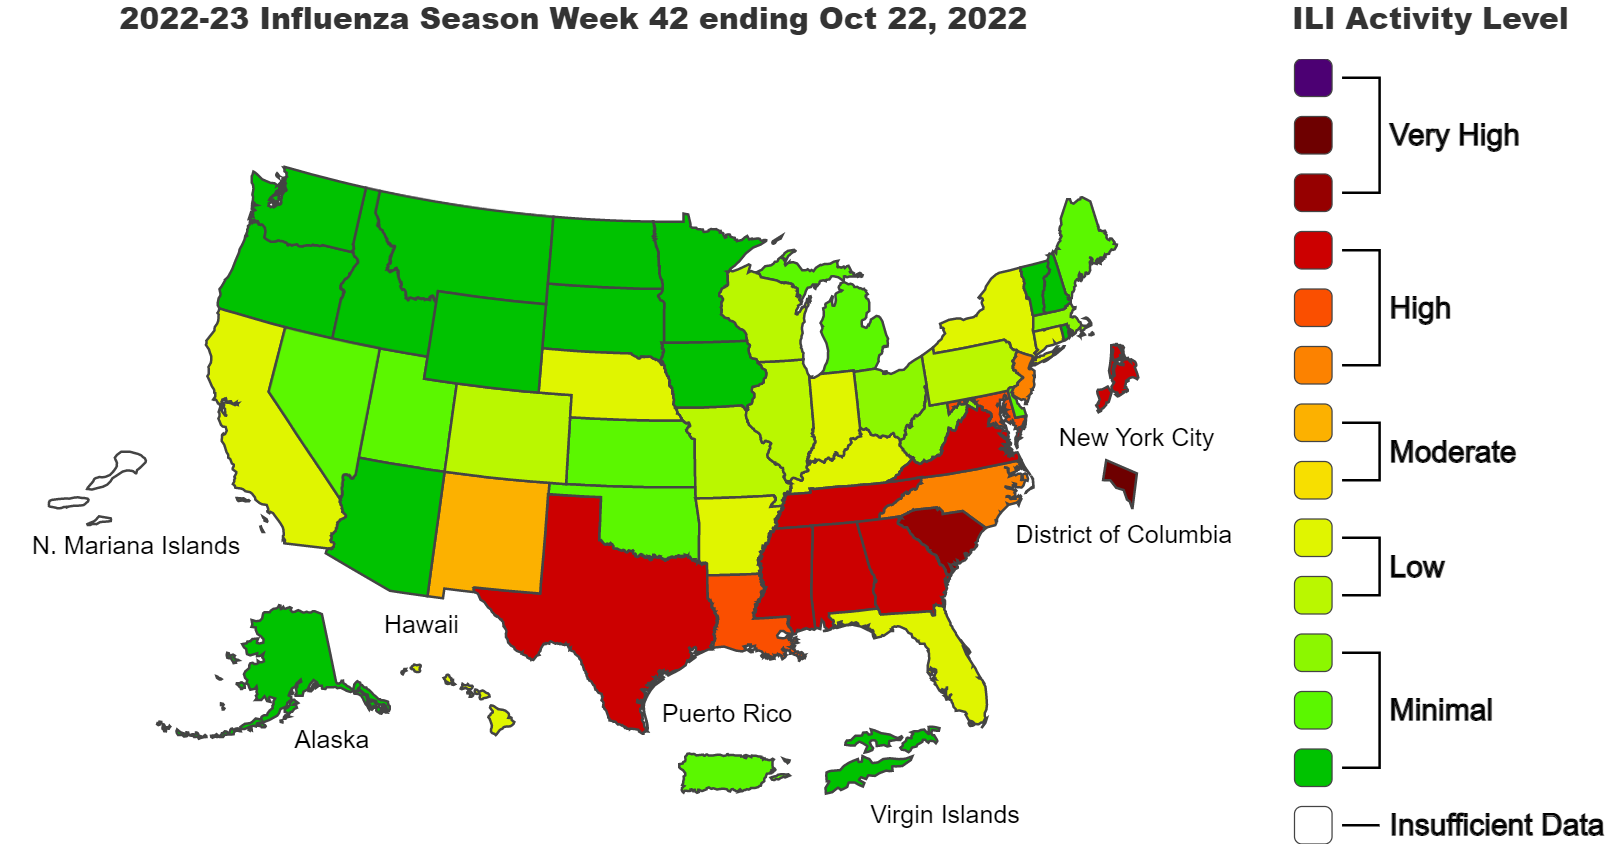 2022-23 Influenza Season Week 42 ending Oct 22, 2022
ILI Activity Level
Very High
High
Moderate
Low
Minimal
Insufficient Data
New York City
District of Columbia
N. Mariana Islands
Hawaii
Alaska
Puerto Rico
Virgin Islands